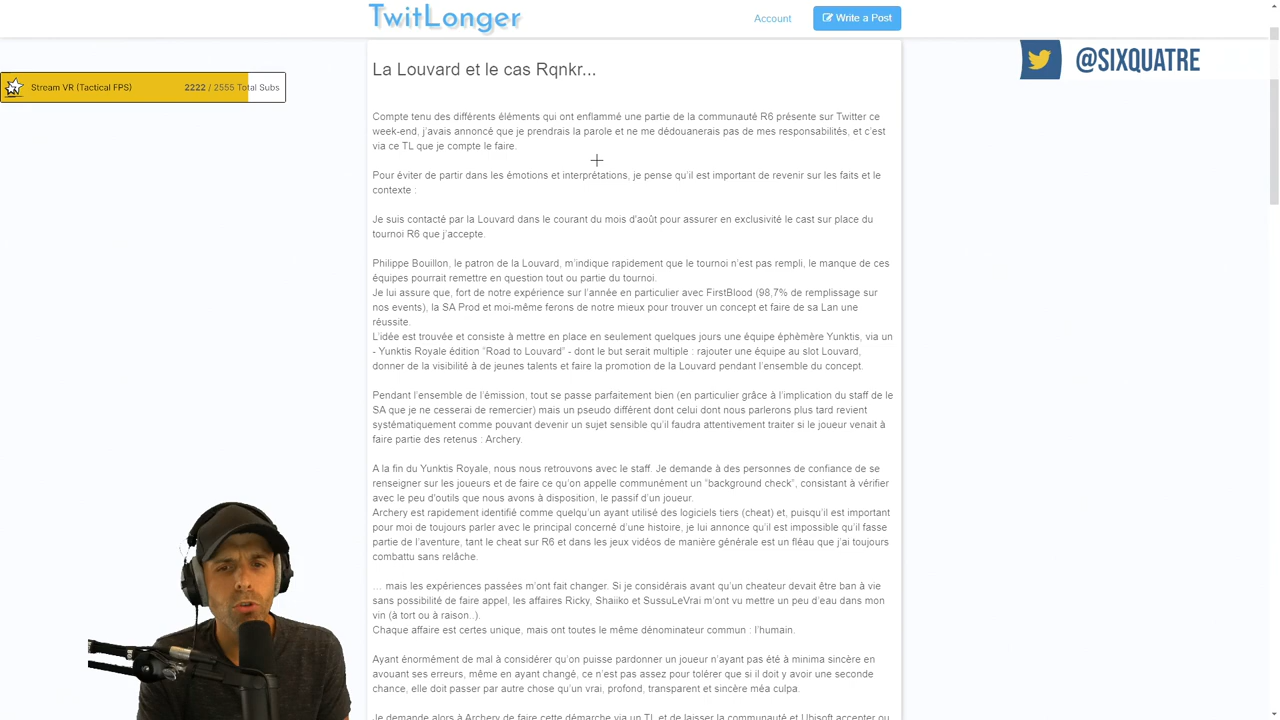 TwitLonger
Account
Write a Post
@SIXQUATRE
La Louvard et le cas Rqnkr...
Stream VR (Tactical FPS)
2222 / 2555 Total Subs
Compte tenu des différents éléments qui ont enflammé une partie de la communauté R6 présente sur Twitter ce
week-end, j'avais annoncé que je prendrais la parole et ne me dédouanerais pas de mes responsabilités, et c'est
via ce TL que je compte le faire.
Pour éviter de partir dans les émotions et interprétations, je pense qu'il est important de revenir sur les faits et le
contexte :
Je suis contacté par la Louvard dans le courant du mois d'août pour assurer en exclusivité le cast sur place du
tournoi R6 que j'accepte.
Philippe Bouillon, le patron de la Louvard, m'indique rapidement que le tournoi n'est pas rempli, le manque de ces
équipes pourrait remettre en question tout ou partie du tournoi.
Je lui assure que, fort de notre expérience sur l'année en particulier avec FirstBlood (98,7% de remplissage sur
nos events), la SA Prod et moi-même ferons de notre mieux pour trouver un concept et faire de sa Lan une
réussite.
L'idée est trouvée et consiste à mettre en place en seulement quelques jours une équipe éphèmère Yunktis, via un
- Yunktis Royale édition "Road to Louvard" - dont le but serait multiple : rajouter une équipe au slot Louvard,
donner de la visibilité à de jeunes talents et faire la promotion de la Louvard pendant l'ensemble du concept.
Pendant l'ensemble de l'émission, tout se passe parfaitement bien (en particulier grâce à l'implication du staff de le
SA que je ne cesserai de remercier) mais un pseudo différent dont celui dont nous parlerons plus tard revient
systématiquement comme pouvant devenir un sujet sensible qu'il faudra attentivement traiter si le joueur venait à
faire partie des retenus : Archery.
A la fin du Yunktis Royale, nous nous retrouvons avec le staff. Je demande à des personnes de confiance de se
renseigner sur les joueurs et de faire ce qu'on appelle communément un "background check", consistant à vérifier
avec le peu d'outils que nous avons à disposition, le passif d'un joueur.
Archery est rapidement identifié comme quelqu'un ayant utilisé des logiciels tiers (cheat) et, puisqu'il est important
pour moi de toujours parler avec le principal concerné d'une histoire, je lui annonce qu'il est impossible qu'il fasse
partie de l'aventure, tant le cheat sur R6 et dans les jeux vidéos de manière générale est un fléau que j'ai toujours
combattu sans relâche.
... mais les expériences passées m'ont fait changer. Si je considérais avant qu'un cheateur devait être ban à vie
sans possibilité de faire appel, les affaires Ricky, Shaiiko et SussuLeVrai m'ont vu mettre un peu d'eau dans mon
vin (à tort ou à raison..).
Chaque affaire est certes unique, mais ont toutes le même dénominateur commun : l'humain.
Ayant énormément de mal à considérer qu'on puisse pardonner un joueur n'ayant pas été à minima sincère en
avouant ses erreurs, même en ayant changé, ce n'est pas assez pour tolérer que si il doit y avoir une seconde
chance, elle doit passer par autre chose qu'un vrai, profond, transparent et sincère méa culpa.
Je demande alors à Archery de faire cette démarche via un TL et de laisser la communauté et Ubisoft accepter ou